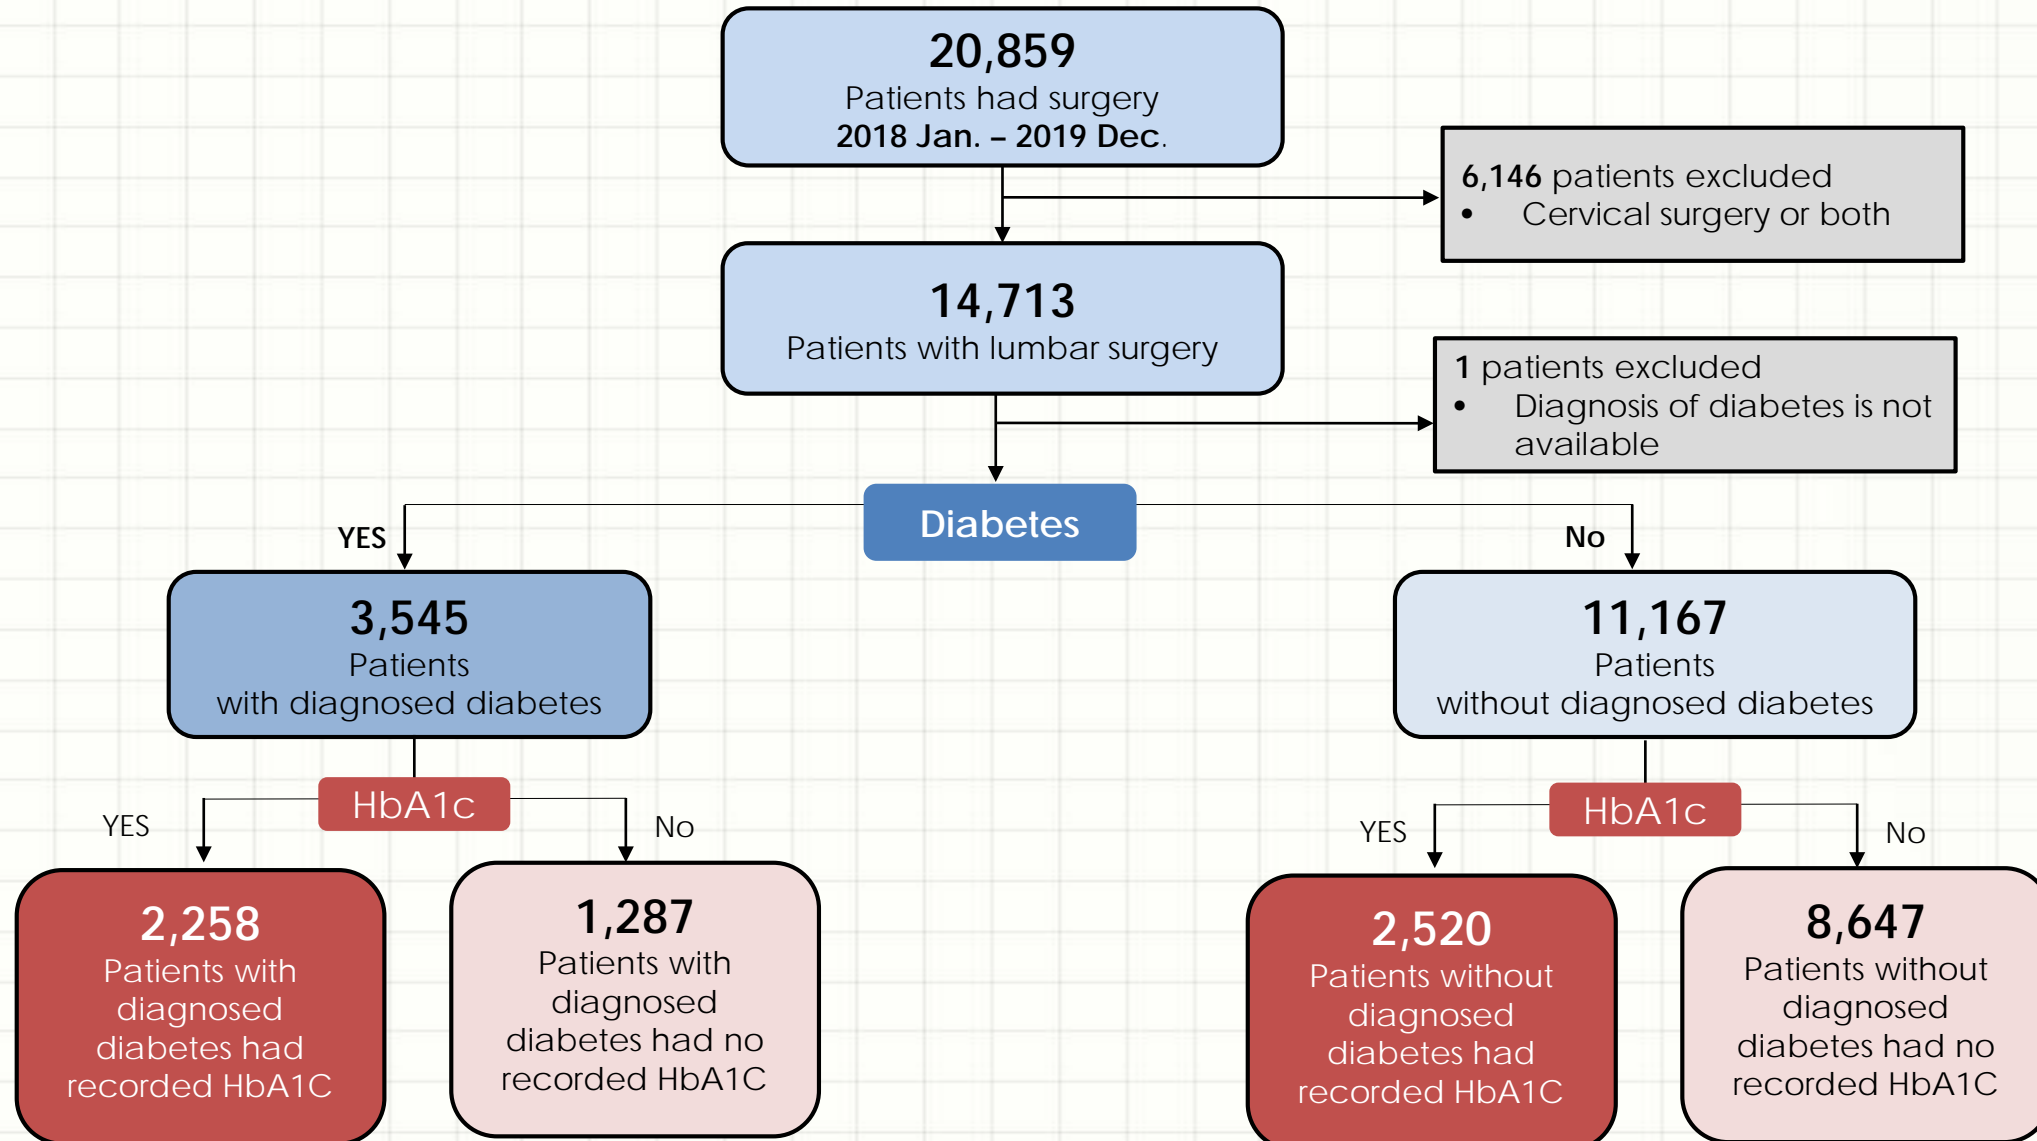 20,859
Patients had surgery
2018 Jan. – 2019 Dec.
6,146 patients excluded
• Cervical surgery or both
14,713
Patients with lumbar surgery
1 patients excluded
• Diagnosis of diabetes is not
available
Diabetes
YES
No
3,545
Patients
with diagnosed diabetes
11,167
Patients
without diagnosed diabetes
HbA1c
YES
No
HbA1c
YES
No
2,258
Patients with
diagnosed
diabetes had
recorded HbA1C
1,287
Patients with
diagnosed
diabetes had no
recorded HbA1C
2,520
Patients without
diagnosed
diabetes had
recorded HbA1C
8,647
Patients without
diagnosed
diabetes had no
recorded HbA1C